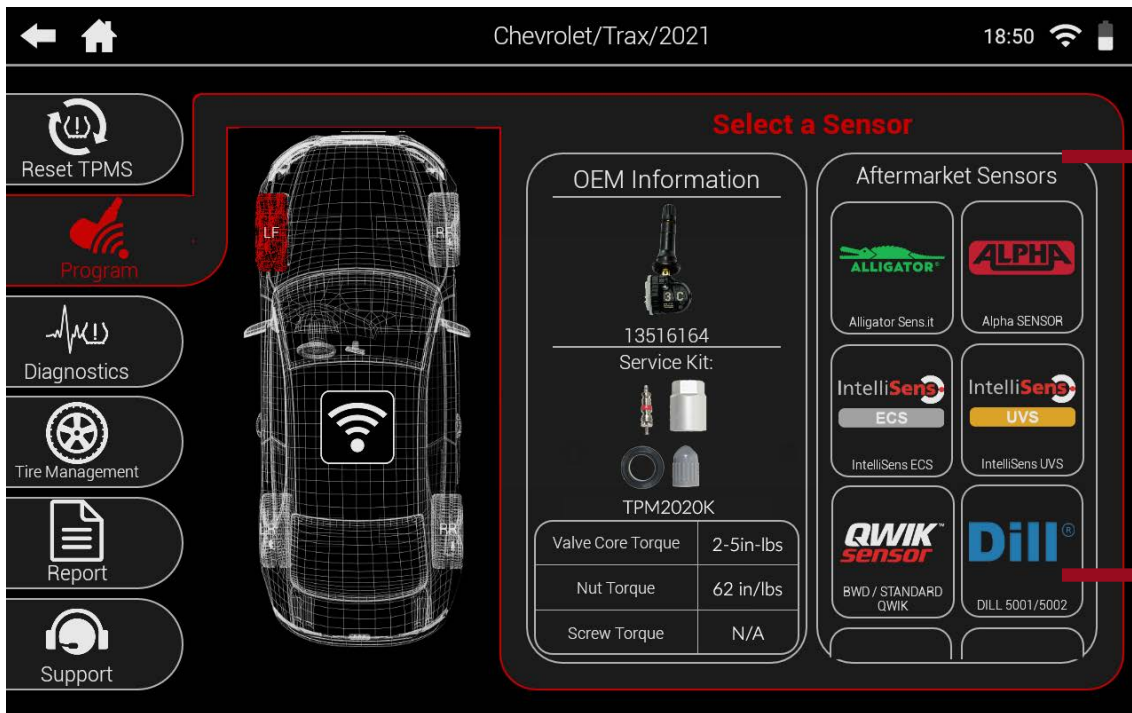 Chevrolet/Trax/2021
18:50
Reset TPMS
Program
Diagnostics
Tire Management
Report
Support
LF
RF
RR
Select a Sensor
OEM Information
3 C
13516164
Service Kit:
TPM2020K
Valve Core Torque 2-5in-lbs
Nut Torque 62 in/lbs
Screw Torque N/A
Aftermarket Sensors
ALLIGATOR®
Alligator Sens.it
ALPHA
Alpha SENSOR
IntelliSens
ECS
IntelliSens ECS
IntelliSens
UVS
IntelliSens UVS
QWIK™
sensor
BWD / STANDARD
QWIK
Dill®
DILL 5001/5002